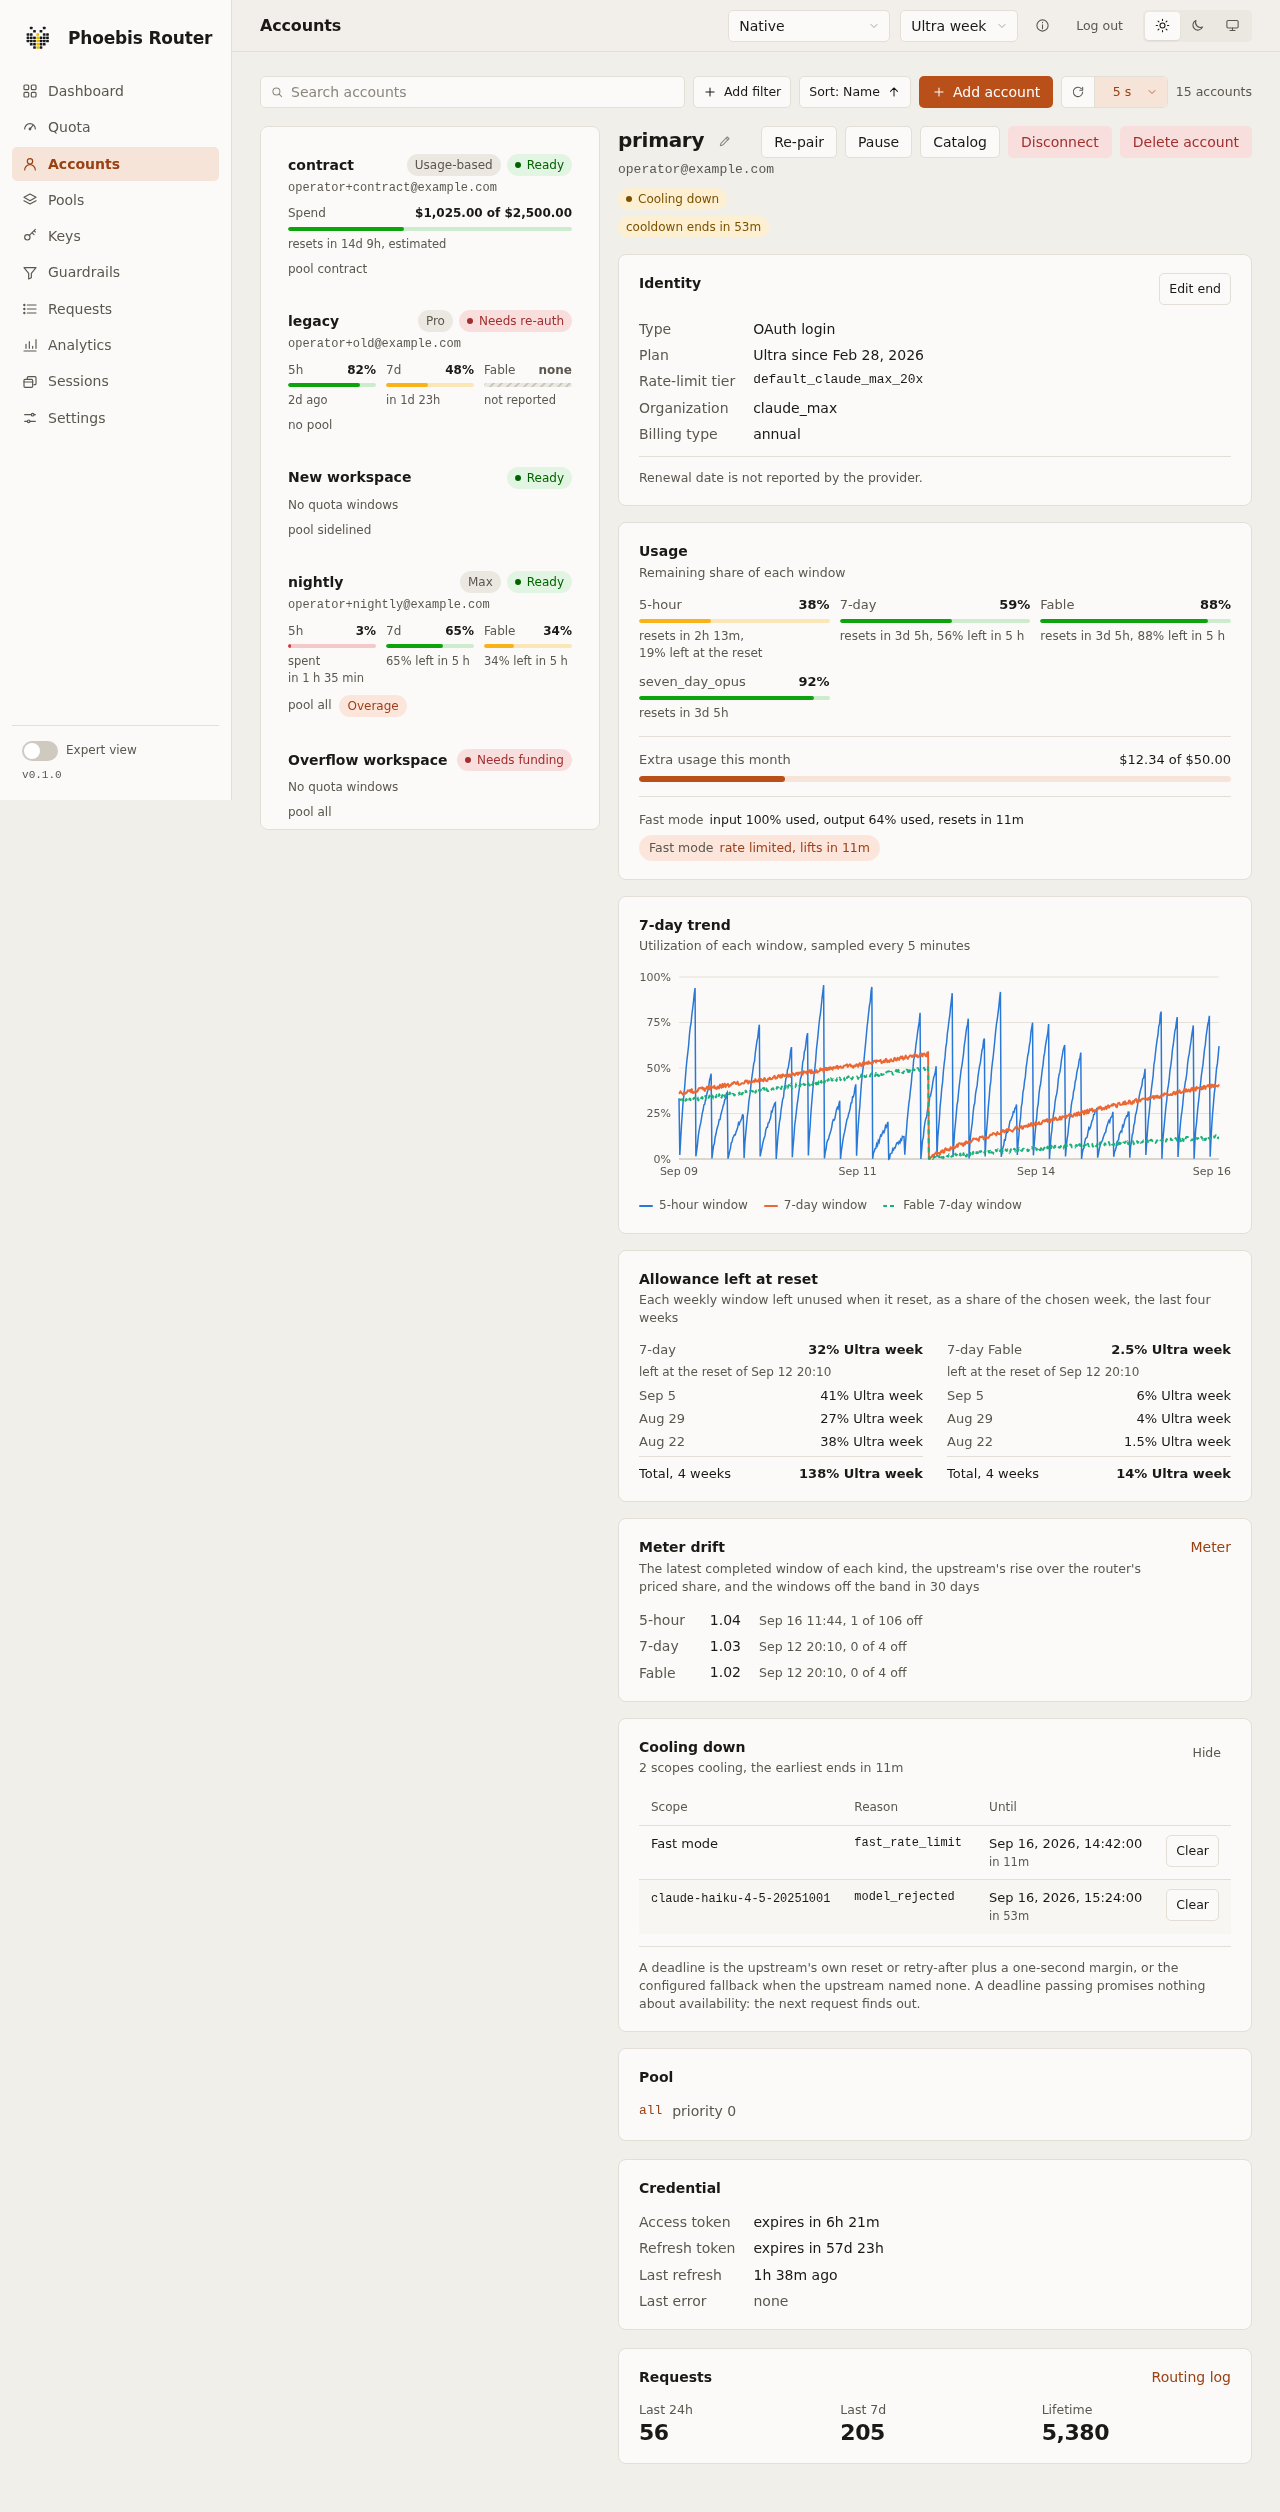 Phoebis Router
Dashboard
Quota
Accounts
Pools
Keys
Guardrails
Requests
Analytics
Sessions
Settings
Expert view
v0.1.0
Accounts
Native
Ultra week
Log out
Search accounts
Add filter
Sort: Name
Add account
5 s
15 accounts
contract Usage-based Ready
operator+contract@example.com
Spend $1,025.00 of $2,500.00
resets in 14d 9h, estimated
pool contract
legacy Pro Needs re-auth
operator+old@example.com
5h 82% 7d 48% Fable none
2d ago in 1d 23h not reported
no pool
New workspace Ready
No quota windows
pool sidelined
nightly Max Ready
operator+nightly@example.com
5h 3% 7d 65% Fable 34%
spent 65% left in 5 h 34% left in 5 h
in 1 h 35 min
pool all Overage
Overflow workspace Needs funding
No quota windows
pool all
primary Re-pair Pause Catalog Disconnect Delete account
operator@example.com
Cooling down
cooldown ends in 53m
Identity Edit end
Type OAuth login
Plan Ultra since Feb 28, 2026
Rate-limit tier default_claude_max_20x
Organization claude_max
Billing type annual
Renewal date is not reported by the provider.
Usage
Remaining share of each window
5-hour 38% 7-day 59% Fable 88%
resets in 2h 13m, resets in 3d 5h, 56% left in 5 h resets in 3d 5h, 88% left in 5 h
19% left at the reset
seven_day_opus 92%
resets in 3d 5h
Extra usage this month $12.34 of $50.00
Fast mode input 100% used, output 64% used, resets in 11m
Fast mode rate limited, lifts in 11m
7-day trend
Utilization of each window, sampled every 5 minutes
100%
75%
50%
25%
0%
Sep 09 Sep 11 Sep 14 Sep 16
5-hour window 7-day window Fable 7-day window
Allowance left at reset
Each weekly window left unused when it reset, as a share of the chosen week, the last four
weeks
7-day 32% Ultra week 7-day Fable 2.5% Ultra week
left at the reset of Sep 12 20:10 left at the reset of Sep 12 20:10
Sep 5 41% Ultra week Sep 5 6% Ultra week
Aug 29 27% Ultra week Aug 29 4% Ultra week
Aug 22 38% Ultra week Aug 22 1.5% Ultra week
Total, 4 weeks 138% Ultra week Total, 4 weeks 14% Ultra week
Meter drift Meter
The latest completed window of each kind, the upstream's rise over the router's
priced share, and the windows off the band in 30 days
5-hour 1.04 Sep 16 11:44, 1 of 106 off
7-day 1.03 Sep 12 20:10, 0 of 4 off
Fable 1.02 Sep 12 20:10, 0 of 4 off
Cooling down Hide
2 scopes cooling, the earliest ends in 11m
Scope Reason Until
Fast mode fast_rate_limit Sep 16, 2026, 14:42:00 Clear
in 11m
claude-haiku-4-5-20251001 model_rejected Sep 16, 2026, 15:24:00 Clear
in 53m
A deadline is the upstream's own reset or retry-after plus a one-second margin, or the
configured fallback when the upstream named none. A deadline passing promises nothing
about availability: the next request finds out.
Pool
all priority 0
Credential
Access token expires in 6h 21m
Refresh token expires in 57d 23h
Last refresh 1h 38m ago
Last error none
Requests Routing log
Last 24h Last 7d Lifetime
56 205 5,380